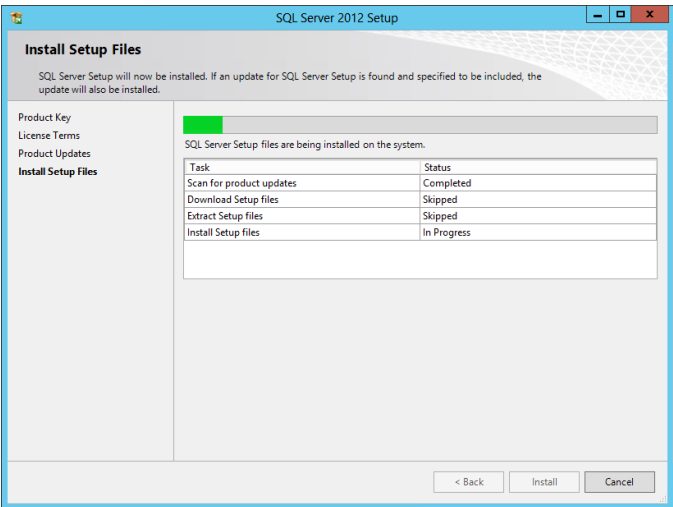 SQL Server 2012 Setup
Install Setup Files
SQL Server Setup will now be installed. If an update for SQL Server Setup is found and specified to be included, the
update will also be installed.
Product Key
License Terms
Product Updates
Install Setup Files
SQL Server Setup files are being installed on the system.
Task Status
Scan for product updates Completed
Download Setup files Skipped
Extract Setup files Skipped
Install Setup files In Progress
< Back Install Cancel